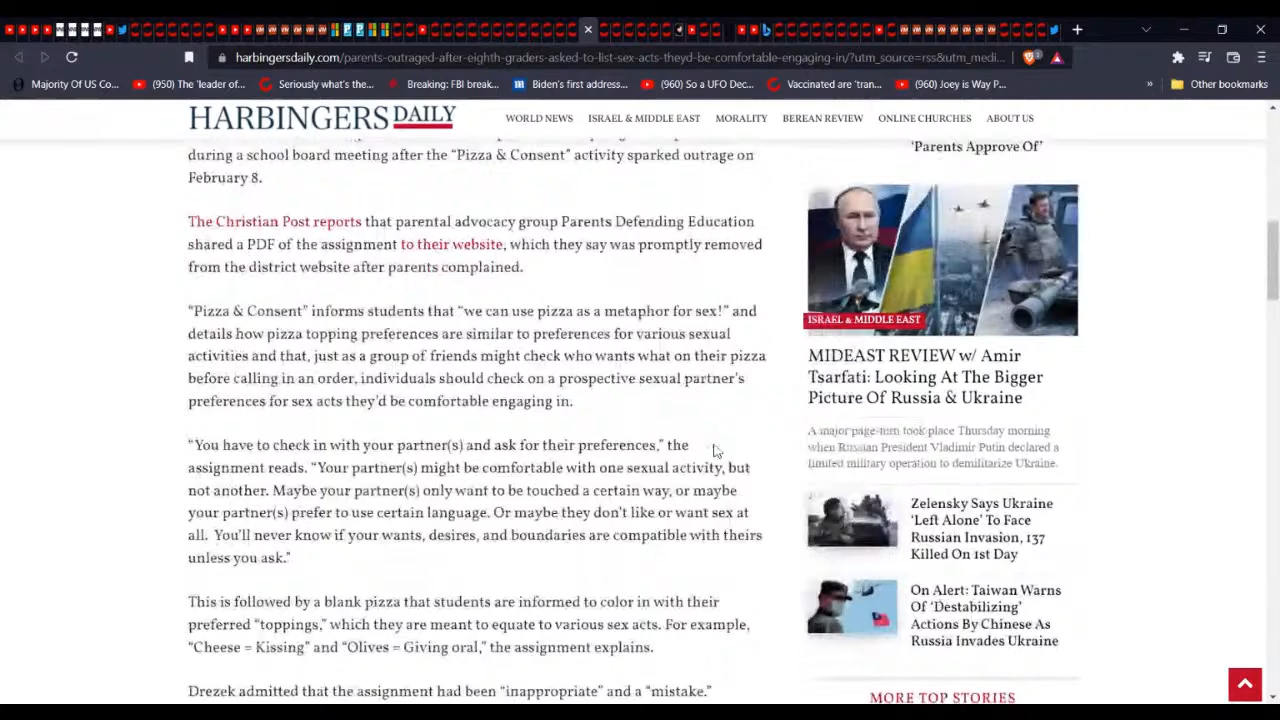 harbingersdaily.com/parents-outraged-after-eighth-graders-asked-to-list-sex-acts-theyd-be-comfortable-engaging-in/?utm_source=rss&utm_medi...
Majority Of US Co...
(950) The 'leader of...
Seriously what's the...
Breaking: FBI break...
Biden's first address...
(960) So a UFO Dec...
Vaccinated are 'tran...
(960) Joey is Way P...
»
Other bookmarks
HARBINGERS DAILY
WORLD NEWS
ISRAEL & MIDDLE EAST
MORALITY
BEREAN REVIEW
ONLINE CHURCHES
ABOUT US
during a school board meeting after the “Pizza & Consent” activity sparked outrage on
February 8.
The Christian Post reports that parental advocacy group Parents Defending Education
shared a PDF of the assignment to their website, which they say was promptly removed
from the district website after parents complained.
“Pizza & Consent” informs students that “we can use pizza as a metaphor for sex!” and
details how pizza topping preferences are similar to preferences for various sexual
activities and that, just as a group of friends might check who wants what on their pizza
before calling in an order, individuals should check on a prospective sexual partner’s
preferences for sex acts they’d be comfortable engaging in.
“You have to check in with your partner(s) and ask for their preferences,” the
assignment reads. “Your partner(s) might be comfortable with one sexual activity, but
not another. Maybe your partner(s) only want to be touched a certain way, or maybe
your partner(s) prefer to use certain language. Or maybe they don’t like or want sex at
all. You’ll never know if your wants, desires, and boundaries are compatible with theirs
unless you ask.”
This is followed by a blank pizza that students are informed to color in with their
preferred “toppings,” which they are meant to equate to various sex acts. For example,
“Cheese = Kissing” and “Olives = Giving oral,” the assignment explains.
Drezek admitted that the assignment had been “inappropriate” and a “mistake.”
‘Parents Approve Of’
ISRAEL & MIDDLE EAST
MIDEAST REVIEW w/ Amir
Tsarfati: Looking At The Bigger
Picture Of Russia & Ukraine
A major page-turn took place Thursday morning
when Russian President Vladimir Putin declared a
limited military operation to demilitarize Ukraine.
Zelensky Says Ukraine
‘Left Alone’ To Face
Russian Invasion, 137
Killed On 1st Day
On Alert: Taiwan Warns
Of ‘Destabilizing’
Actions By Chinese As
Russia Invades Ukraine
MORE TOP STORIES